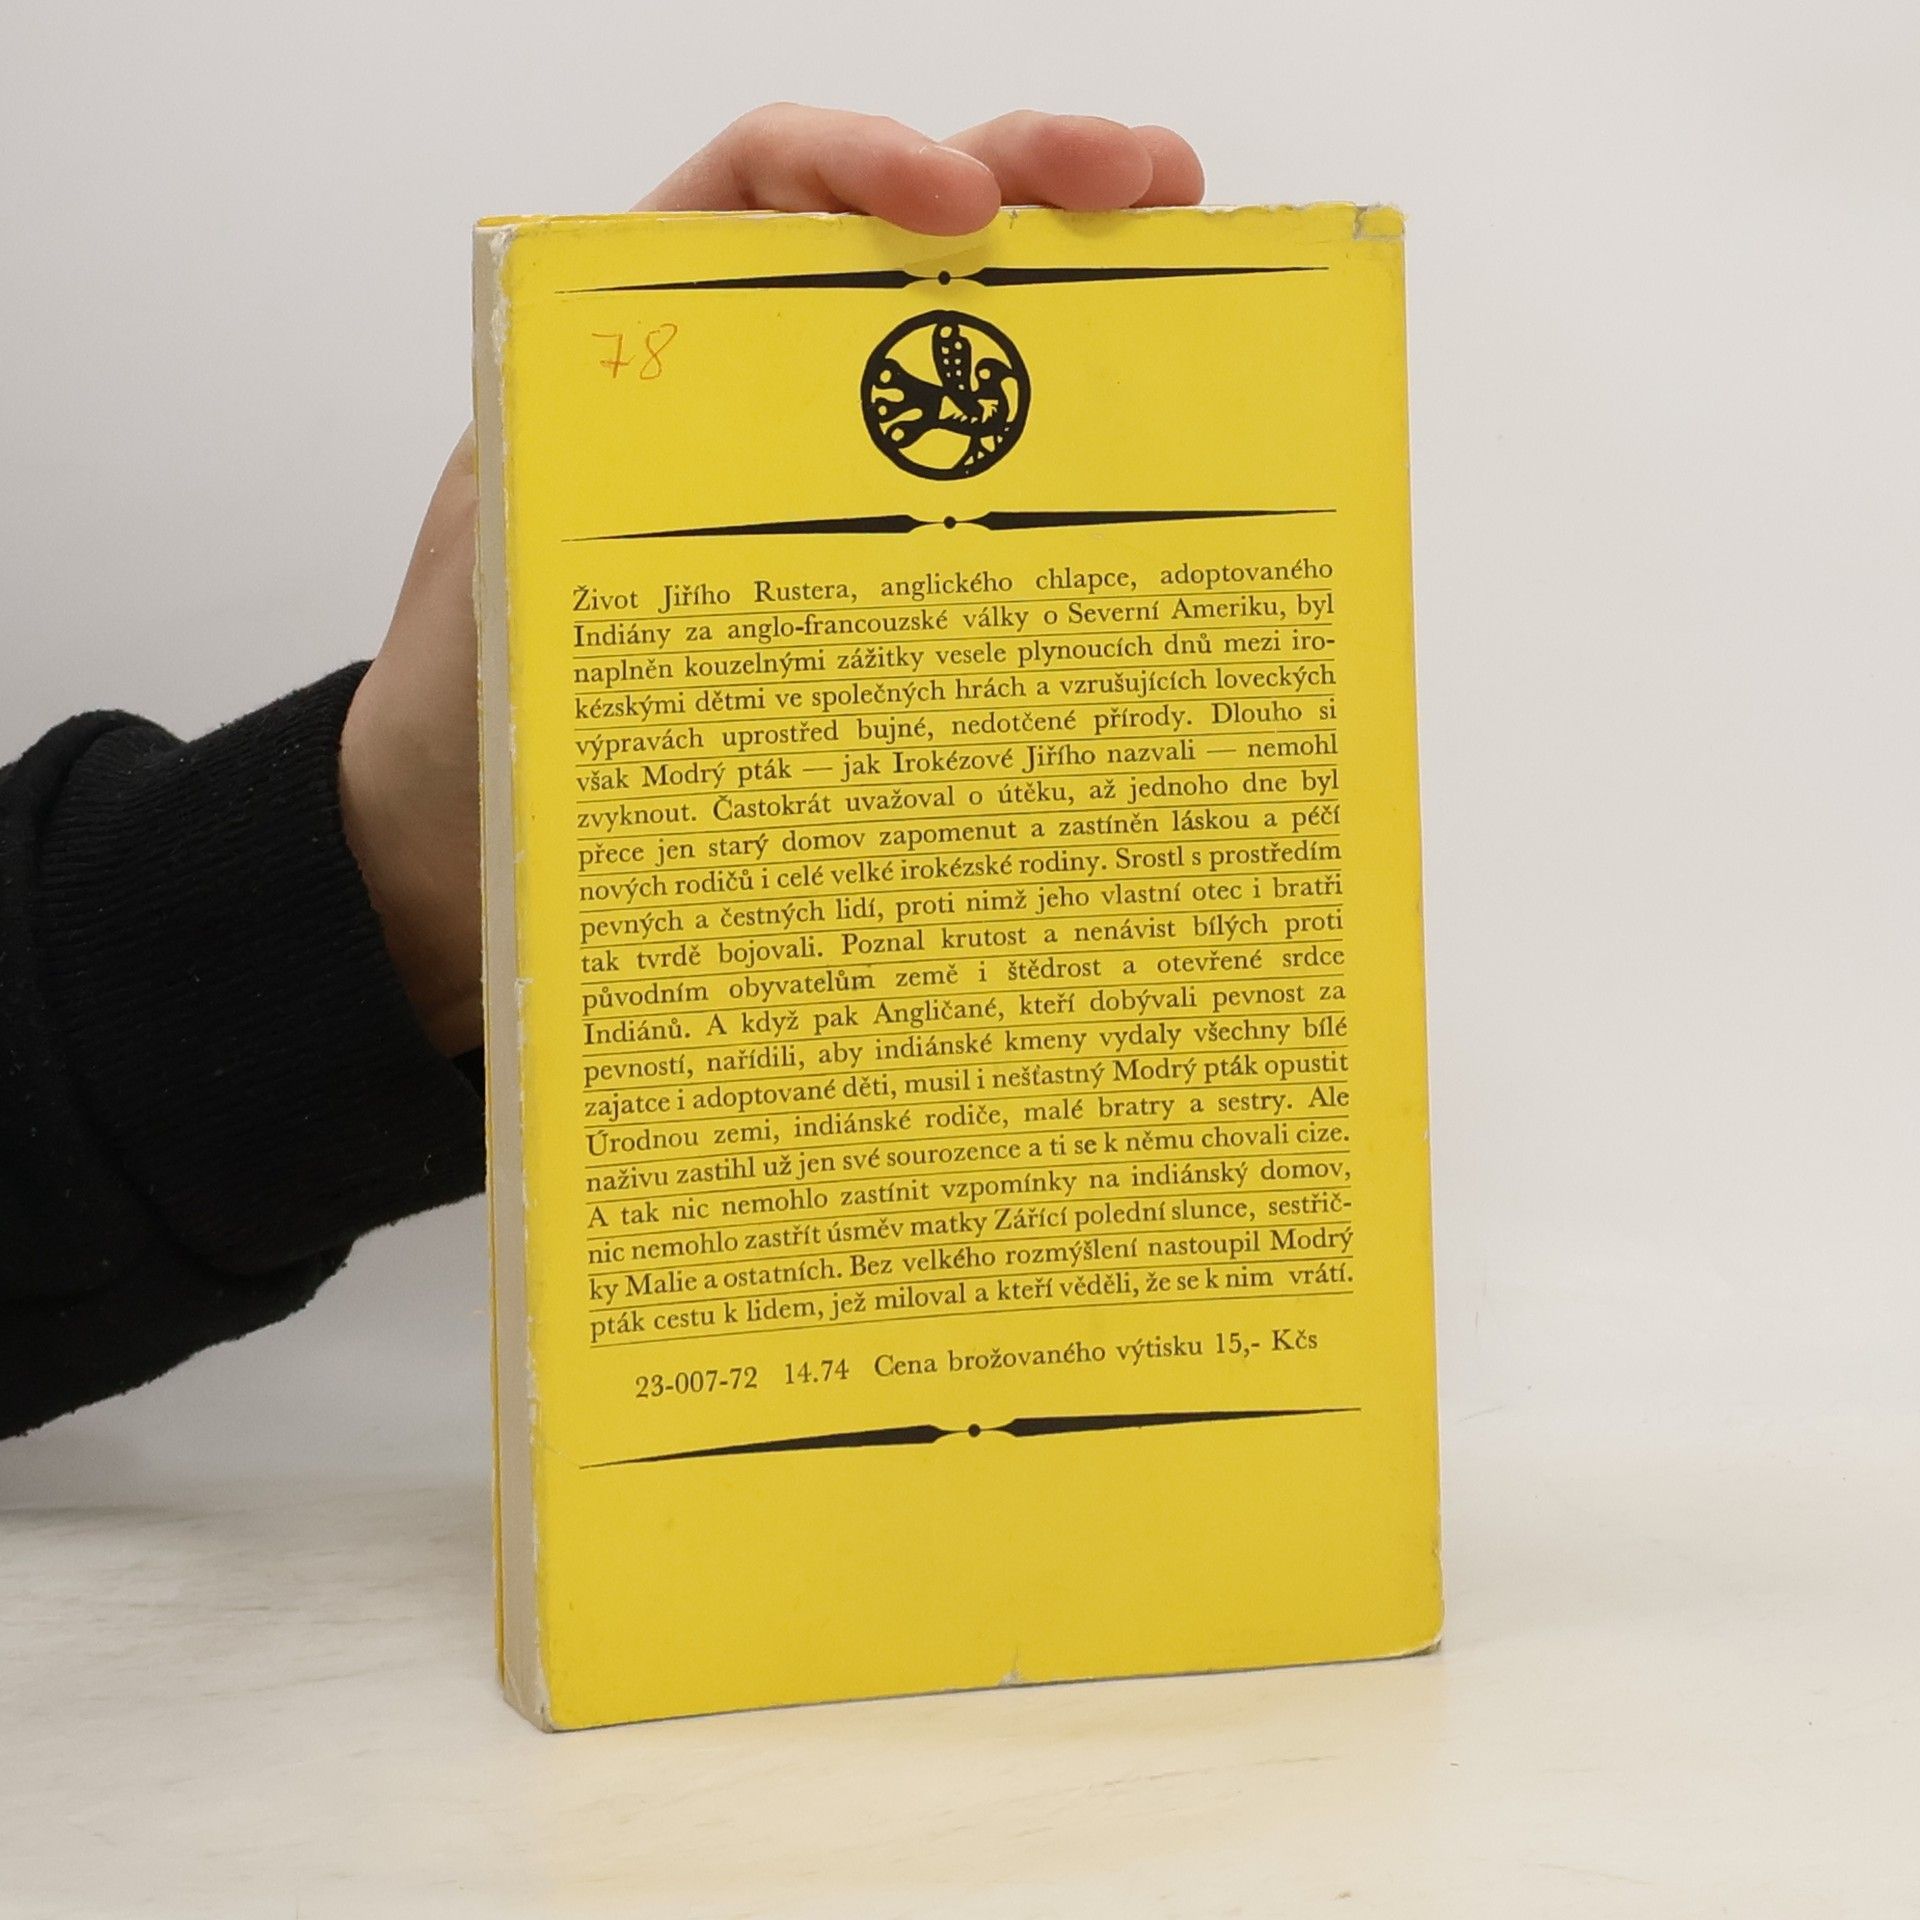 78
Život Jiřího Rustera, anglického chlapce, adoptovaného
Indiány za anglo-francouzské války o Severní Ameriku, byl
naplněn kouzelnými zážitky vesele plynoucích dnů mezi iro-
kézskými dětmi ve společných hrách a vzrušujících loveckých
výpravách uprostřed bujné, nedotčené přírody. Dlouho si
však Modrý pták — jak Irokézové Jiřího nazvali — nemohl
zvyknout. Častokrát uvažoval o útěku, až jednoho dne byl
přece jen starý domov zapomenut a zastíněn láskou a péčí
nových rodičů i celé velké irokézské rodiny. Srostl s prostředím
pevných a čestných lidí, proti nimž jeho vlastní otec i bratři
tak tvrdě bojovali. Poznal krutost a nenávist bílých proti
původním obyvatelům země i štědrost a otevřené srdce
Indiánů. A když pak Angličané, kteří dobývali pevnost za
pevností, nařídili, aby indiánské kmeny vydaly všechny bílé
zajatce i adoptované děti, musil i nešťastný Modrý pták opustit
Úrodnou zemi, indiánské rodiče, malé bratry a sestry. Ale
naživu zastihl už jen své sourozence a ti se k němu chovali cize.
A tak nic nemohlo zastínit vzpomínky na indiánský domov,
nic nemohlo zastřít úsměv matky Zářící polední slunce, sestřič-
ky Malie a ostatních. Bez velkého rozmýšlení nastoupil Modrý
pták cestu k lidem, jež miloval a kteří věděli, že se k nim vrátí.
23-007-72 14.74 Cena brožovaného výtisku 15,- Kčs